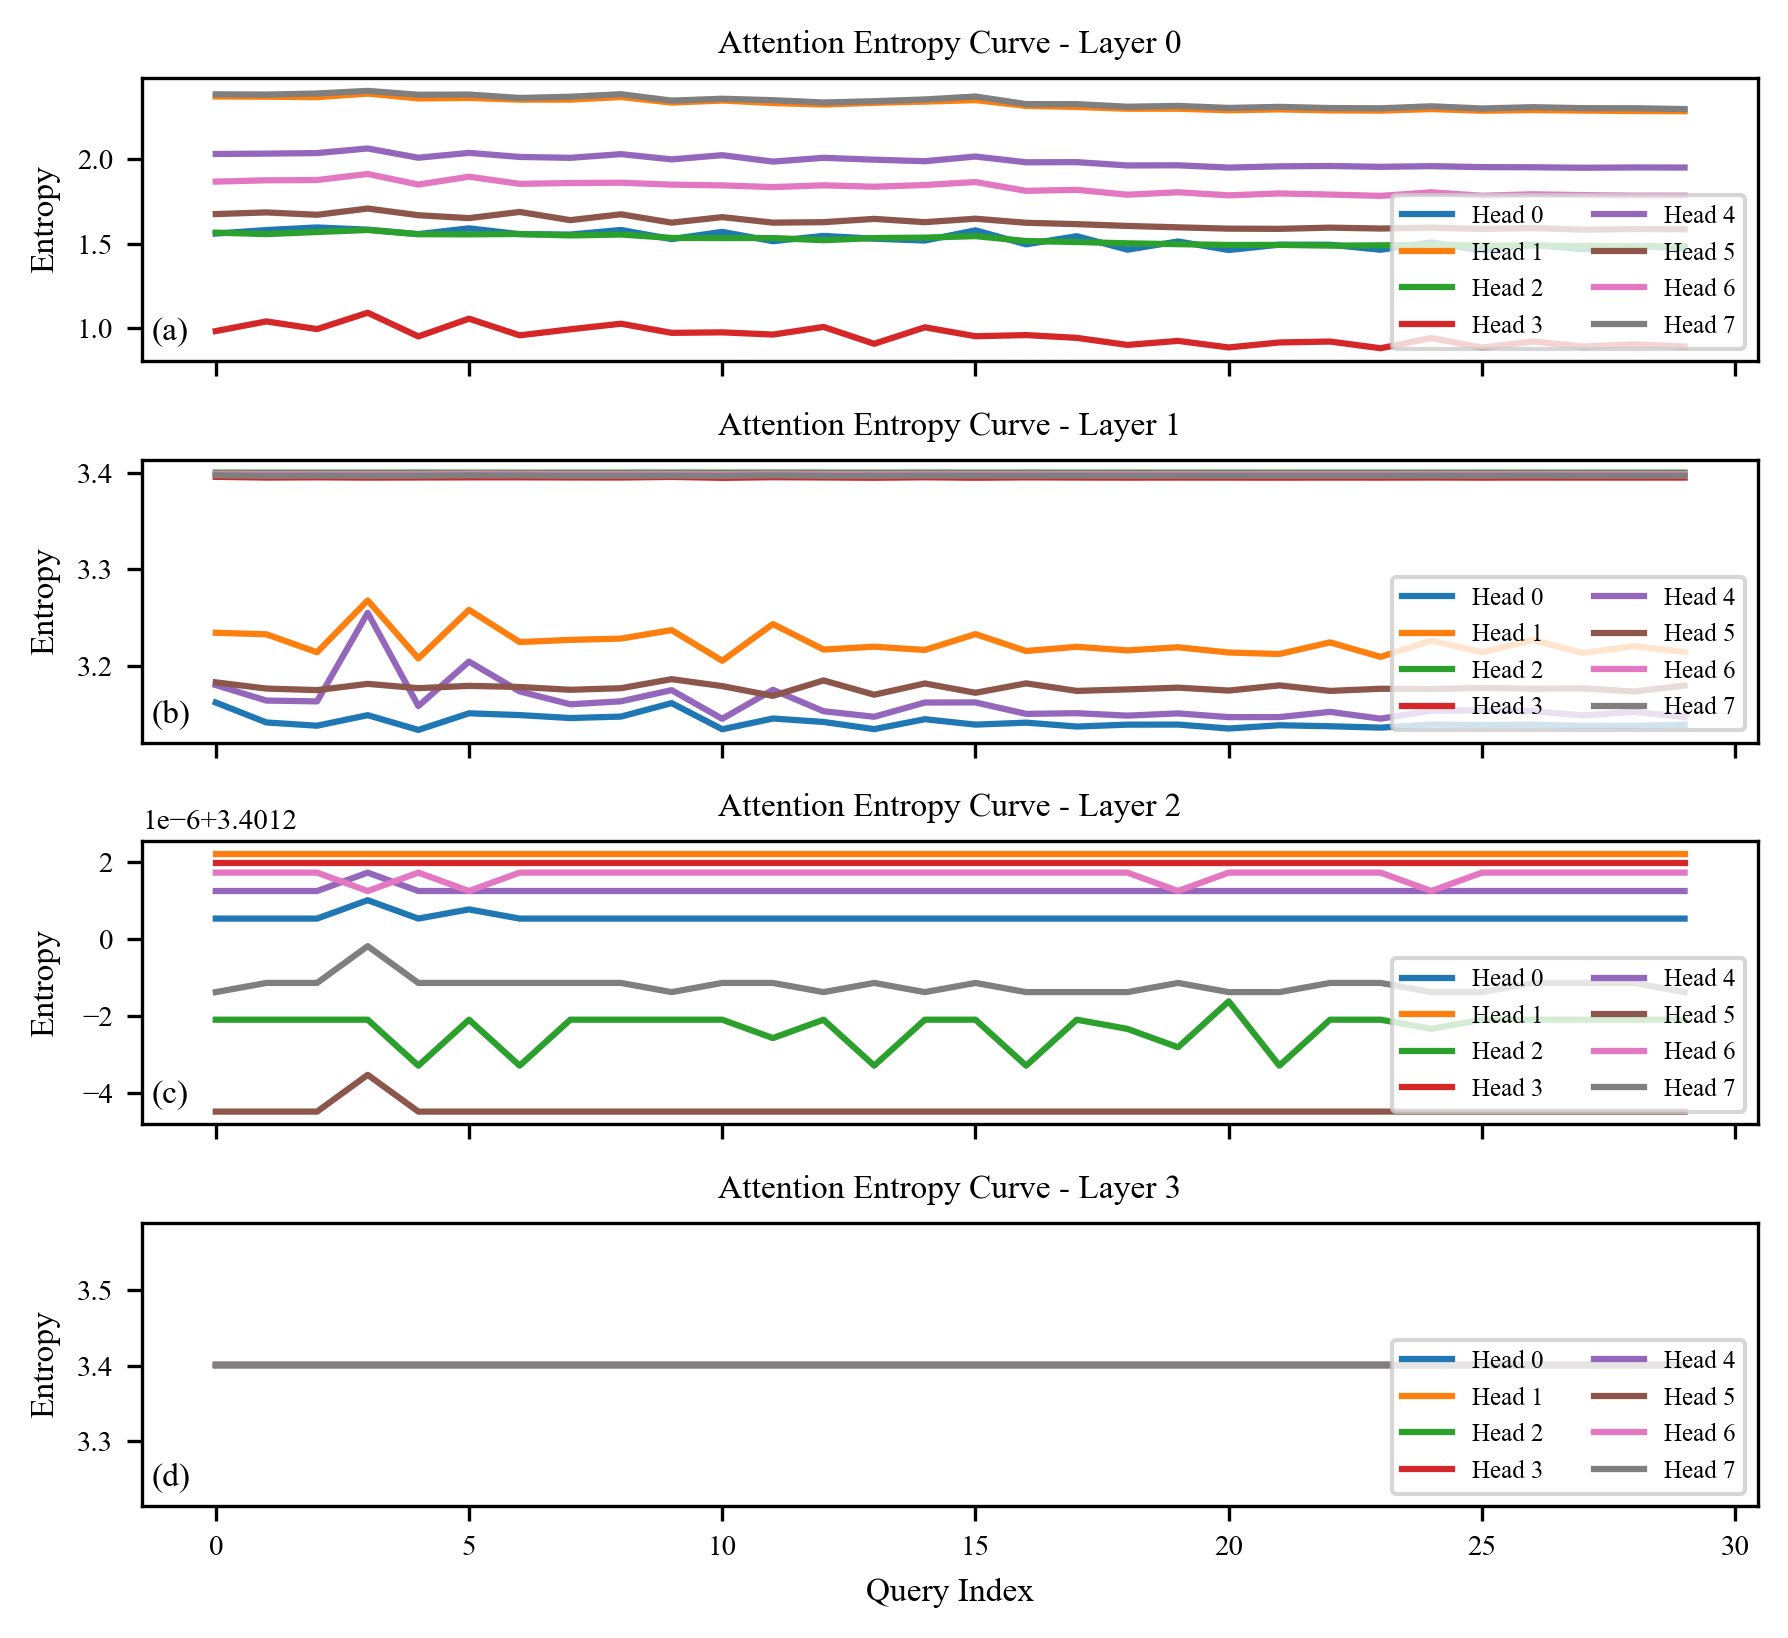 Attention Entropy Curve - Layer 0
Entropy
2.0
1.5
1.0
(a)
Head 0 Head 4
Head 1 Head 5
Head 2 Head 6
Head 3 Head 7
Attention Entropy Curve - Layer 1
Entropy
3.4
3.3
3.2
(b)
Head 0 Head 4
Head 1 Head 5
Head 2 Head 6
Head 3 Head 7
Attention Entropy Curve - Layer 2
1e−6+3.4012
Entropy
2
0
−2
−4
(c)
Head 0 Head 4
Head 1 Head 5
Head 2 Head 6
Head 3 Head 7
Attention Entropy Curve - Layer 3
Entropy
3.5
3.4
3.3
(d)
Head 0 Head 4
Head 1 Head 5
Head 2 Head 6
Head 3 Head 7
0 5 10 15 20 25 30
Query Index